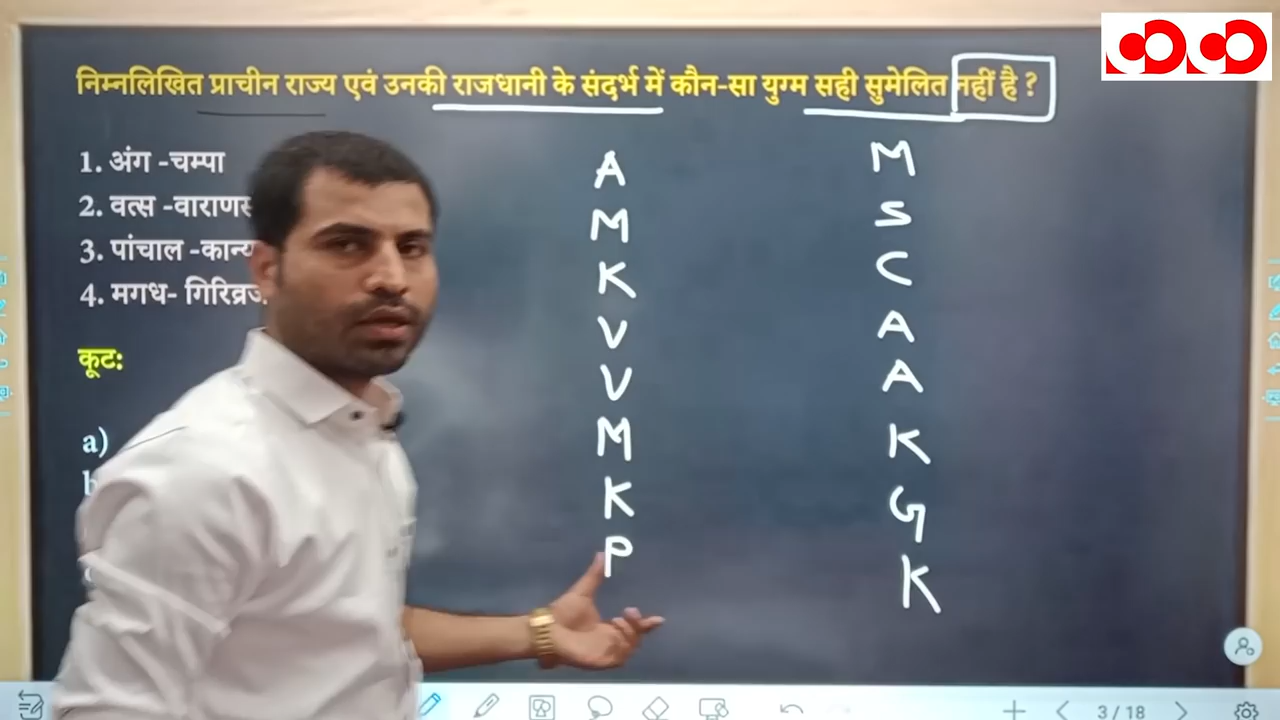 निम्नलिखित प्राचीन राज्य एवं उनकी राजधानी के संदर्भ में कौन-सा युग्म सही सुमेलित नहीं है ?
1. अंग -चम्पा
2. वत्स
3. पांचाल
4. मगध- गिरिव्रज
कूटः
a)
A
M
K
V
V
M
K
P
M
S
C
A
A
K
G
K
3 / 18